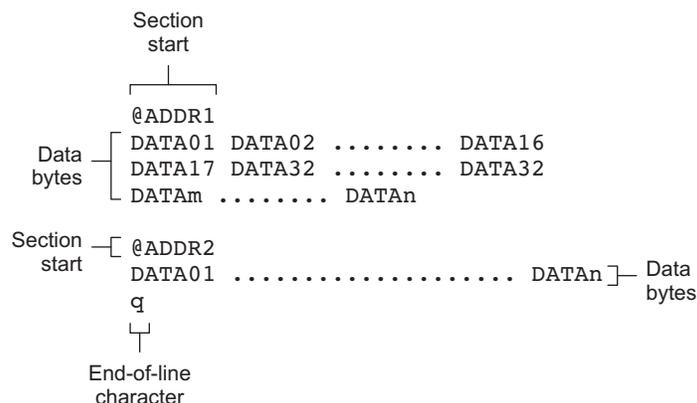 Section
start
@ADDR1
Data
bytes
DATA01 DATA02 ........ DATA16
DATA17 DATA32 ........ DATA32
DATAm ........ DATAn
Section
start
@ADDR2
DATA01 ..................... DATAn
Data
bytes
q
End-of-line
character